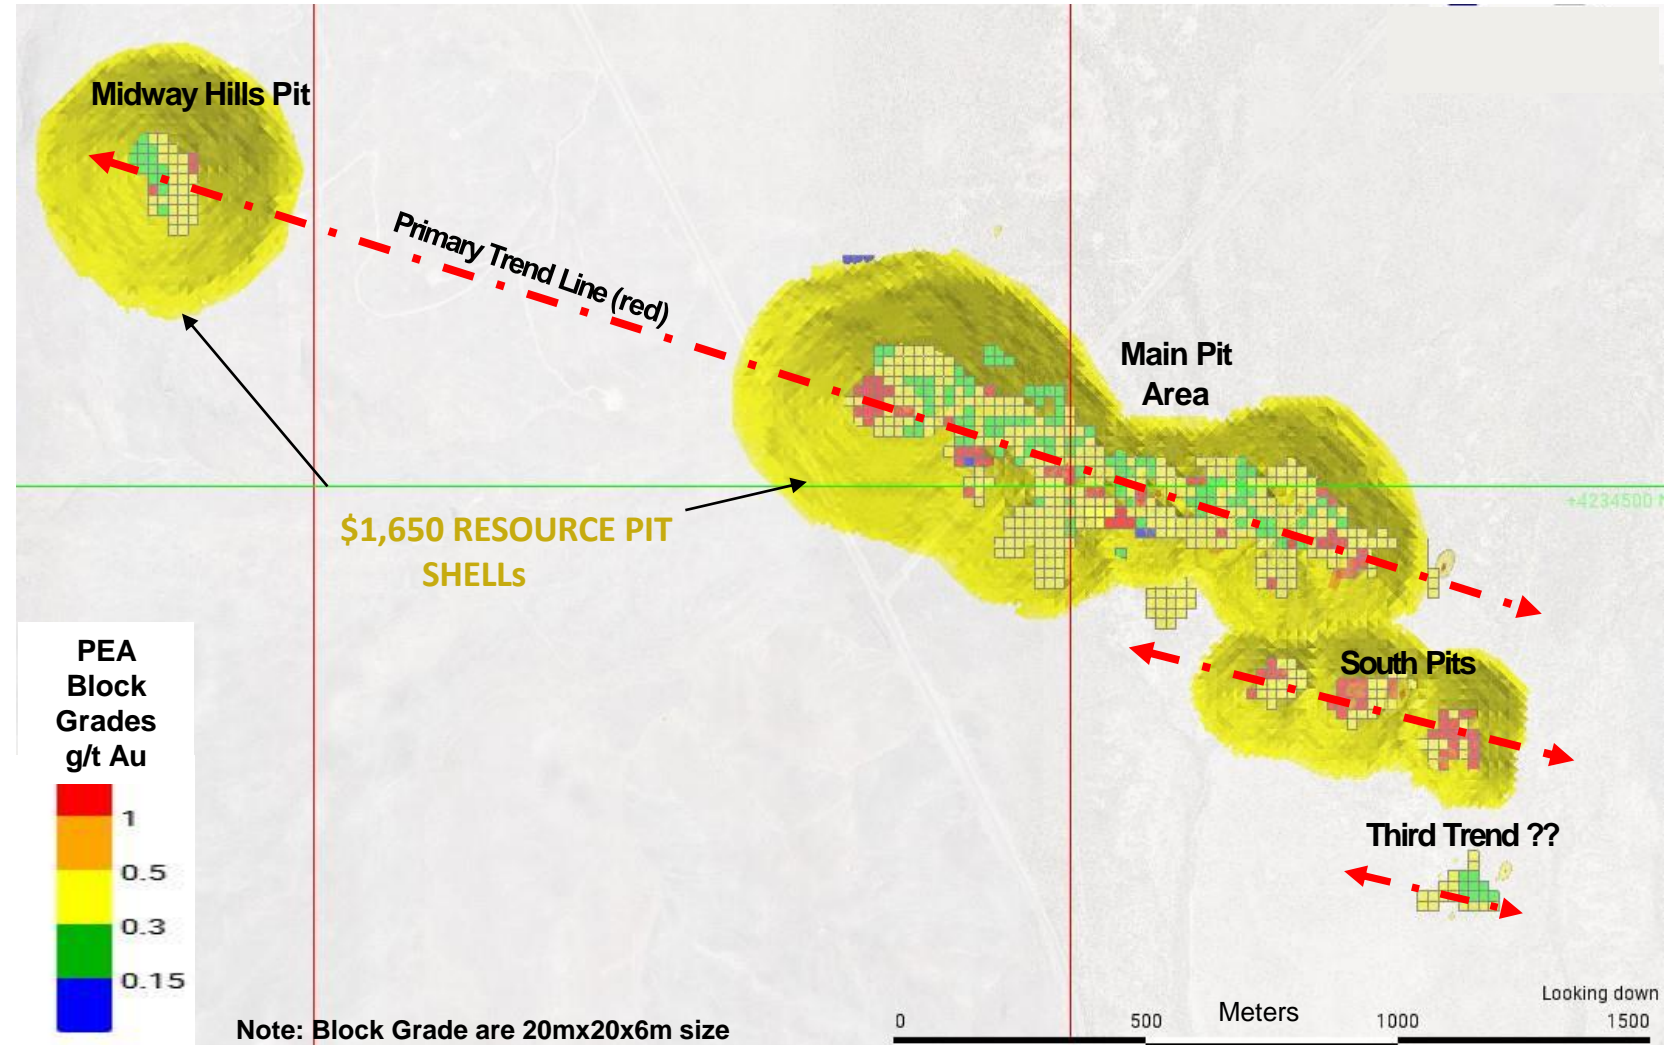 Midway Hills Pit
Primary Trend Line (red)
Main Pit
Area
+4234500 N
$1,650 RESOURCE PIT
SHELLs
South Pits
PEA
Block
Grades
g/t Au
1
0.5
0.3
0.15
Third Trend ??
Looking down
0 500 Meters 1000 1500
Note: Block Grade are 20mx20x6m size